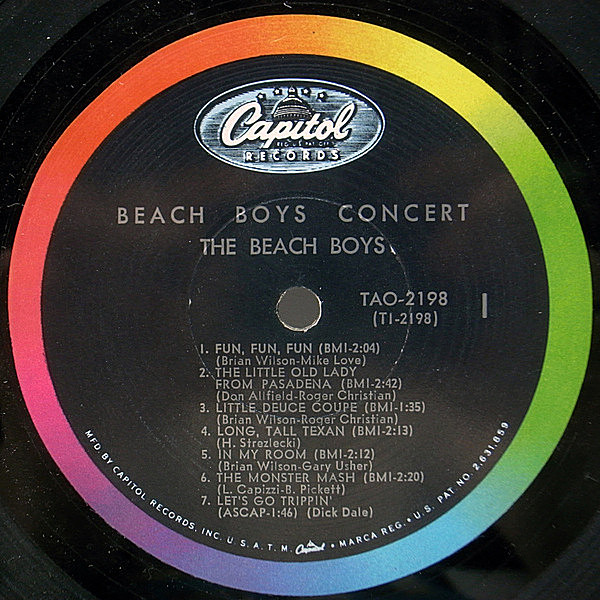 Capitol
RECORDS
BEACH BOYS CONCERT
THE BEACH BOYS
TAO-2198
(T1-2198)
1
1. FUN, FUN, FUN (BMI-2:04)
(Brian Wilson-Mike Love)
2. THE LITTLE OLD LADY
FROM PASADENA (BMI-2:42)
(Don Allfield-Roger Christian)
3. LITTLE DEUCE COUPE (BMI-1:35)
(Brian Wilson-Roger Christian)
4. LONG, TALL TEXAN (BMI-2:13)
(H. Strezlecki)
5. IN MY ROOM (BMI-2:12)
(Brian Wilson-Gary Usher)
6. THE MONSTER MASH (BMI-2:20)
(L. Capizzi-B. Pickett)
7. LET'S GO TRIPPIN'
(ASCAP-1:46) (Dick Dale)
MFD BY CAPITOL RECORDS, INC. U.S.A. T.M. Capitol • MARCA REG. • U.S. PAT. NO. 2,631,859